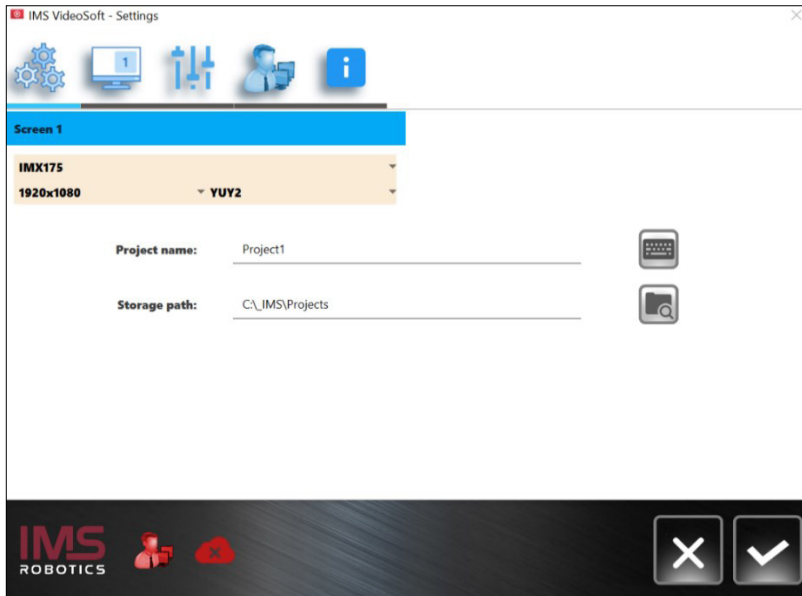 IMS VideoSoft - Settings
1
i
Screen 1
IMX175
1920x1080 YUY2
Project name: Project1
Storage path: C:\_IMS\Projects
IMS
ROBOTICS